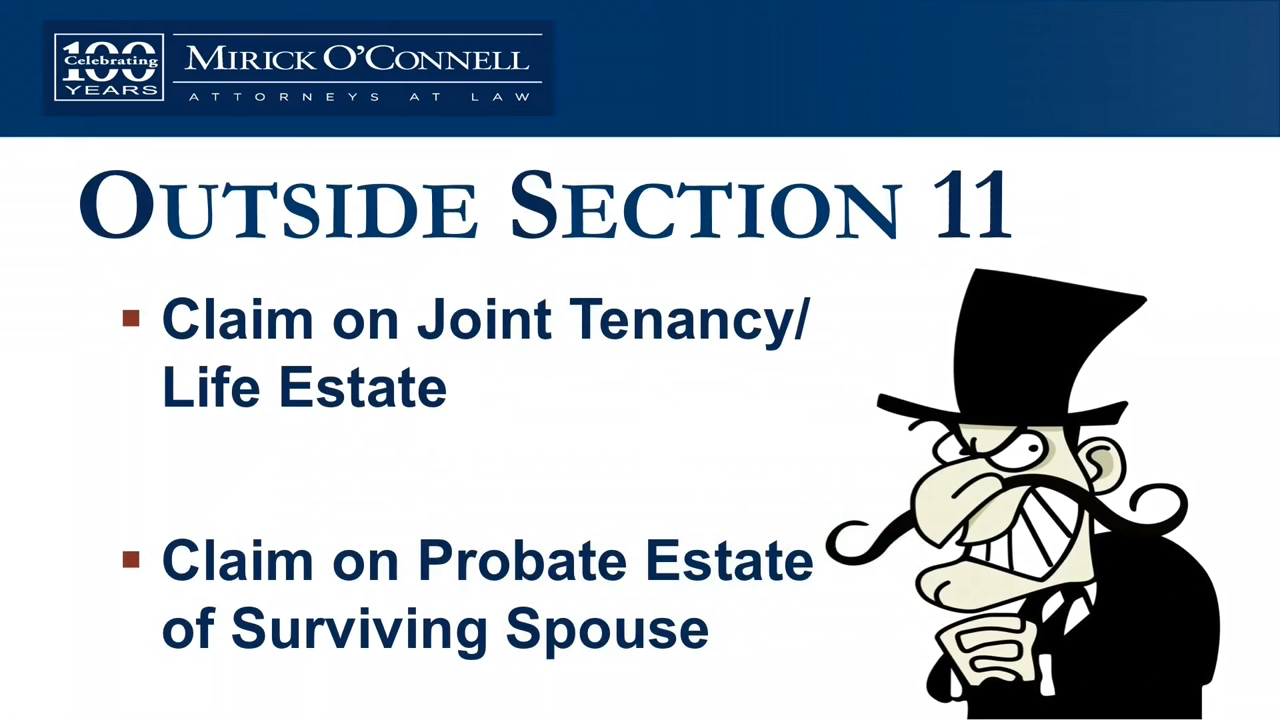 Celebrating
100
YEARS
MIRICK O'CONNELL
ATTORNEYS AT LAW
OUTSIDE SECTION 11
Claim on Joint Tenancy/
Life Estate
Claim on Probate Estate
of Surviving Spouse